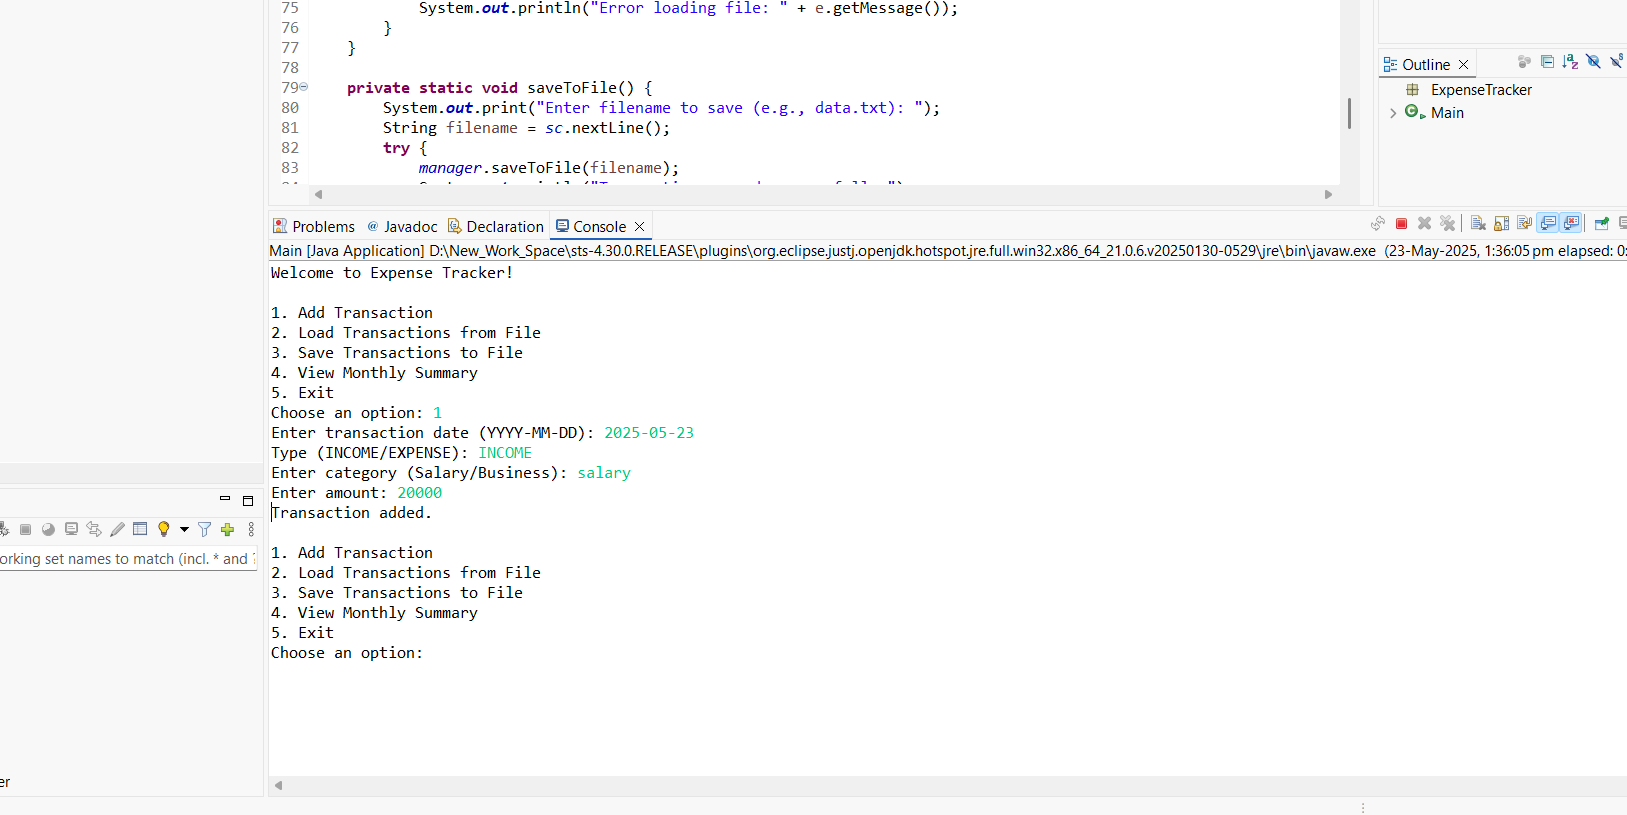 75 System.out.println("Error loading file: " + e.getMessage());
76 }
77 }
78
79 private static void saveToFile() {
80 System.out.print("Enter filename to save (e.g., data.txt): ");
81 String filename = sc.nextLine();
82 try {
83 manager.saveToFile(filename);
Outline
ExpenseTracker
Main
Problems Javadoc Declaration Console
Main [Java Application] D:\New_Work_Space\sts-4.30.0.RELEASE\plugins\org.eclipse.justj.openjdk.hotspot.jre.full.win32.x86_64_21.0.6.v20250130-0529\jre\bin\javaw.exe (23-May-2025, 1:36:05 pm elapsed: 0:
Welcome to Expense Tracker!
1. Add Transaction
2. Load Transactions from File
3. Save Transactions to File
4. View Monthly Summary
5. Exit
Choose an option: 1
Enter transaction date (YYYY-MM-DD): 2025-05-23
Type (INCOME/EXPENSE): INCOME
Enter category (Salary/Business): salary
Enter amount: 20000
Transaction added.
1. Add Transaction
2. Load Transactions from File
3. Save Transactions to File
4. View Monthly Summary
5. Exit
Choose an option:
orking set names to match (incl. * and ?
er